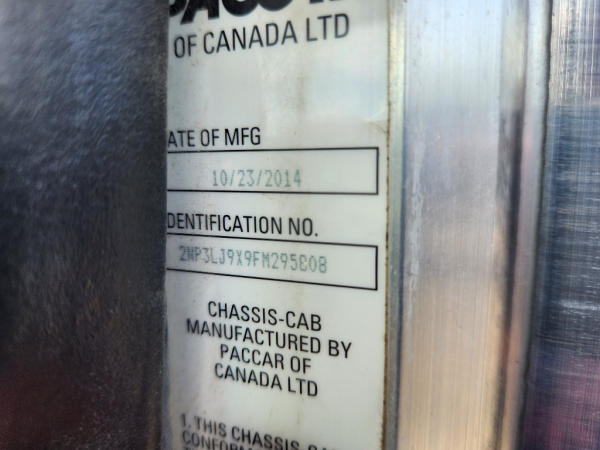 OF CANADA LTD
ATE OF MFG
10/23/2014
DENTIFICATION NO.
2NP3LJ9X9FM295808
CHASSIS-CAB
MANUFACTURED BY
PACCAR OF
CANADA LTD
1. THIS CHASSIS-
CONFORM